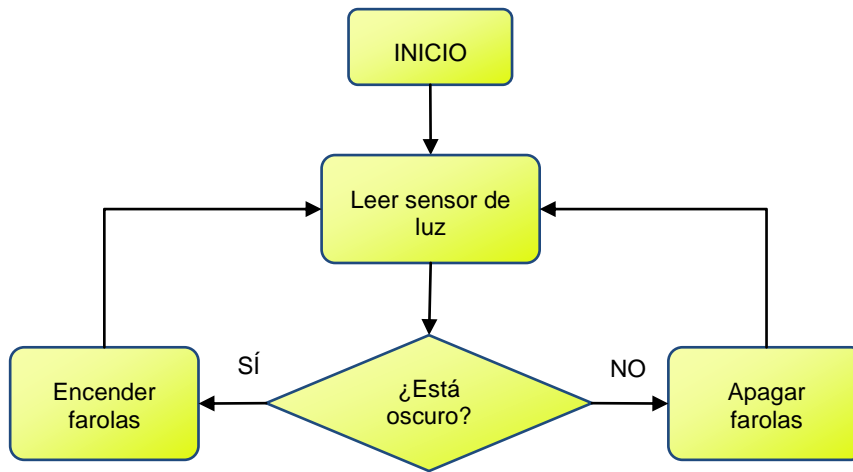 INICIO
Leer sensor de
luz
SÍ
NO
Encender
farolas
¿Está
oscuro?
Apagar
farolas